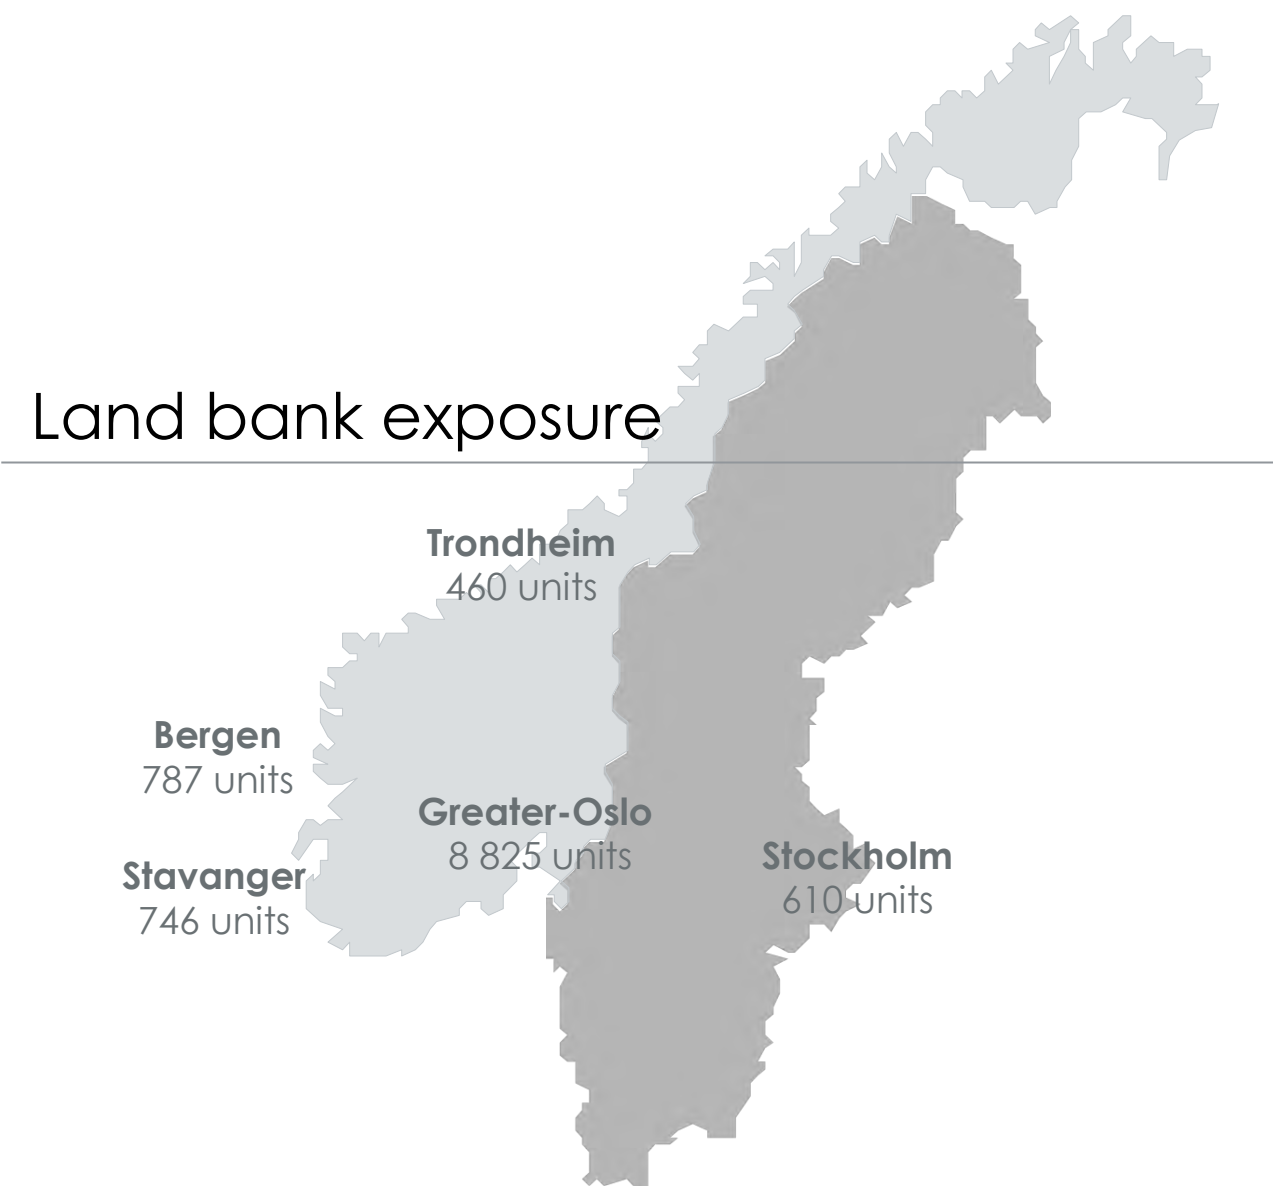 Land bank exposure
Trondheim
460 units
Bergen
787 units
Greater-Oslo
8 825 units
Stockholm
610 units
Stavanger
746 units